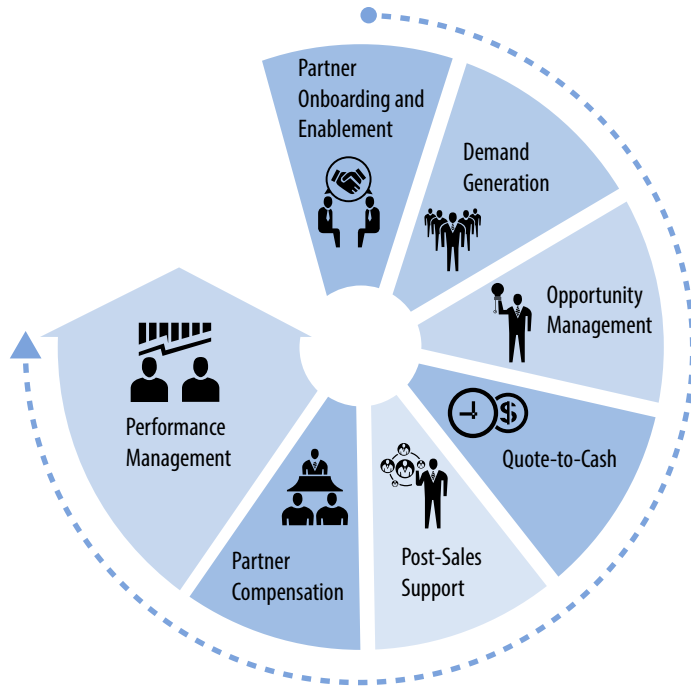 Partner
Onboarding and
Enablement
Demand
Generation
Opportunity
Management
Quote-to-Cash
Post-Sales
Support
Partner
Compensation
Performance
Management
$